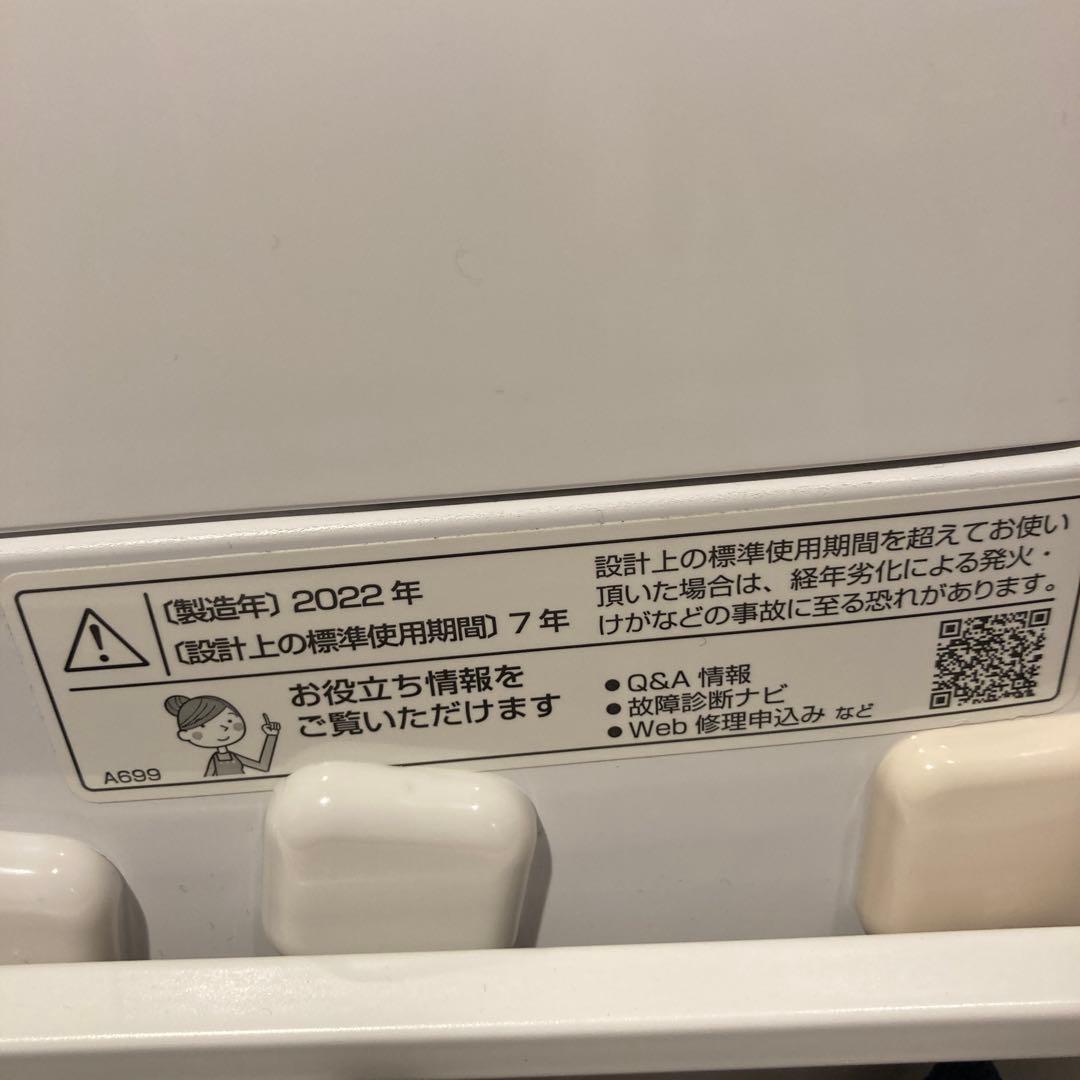 〔製造年〕2022 年
〔設計上の標準使用期間〕7 年
設計上の標準使用期間を超えてお使い
頂いた場合は、経年劣化による発火・
けがなどの事故に至る恐れがあります。
お役立ち情報を
ご覧いただけます
● Q&A 情報
● 故障診断ナビ
● Web 修理申込み など
A699